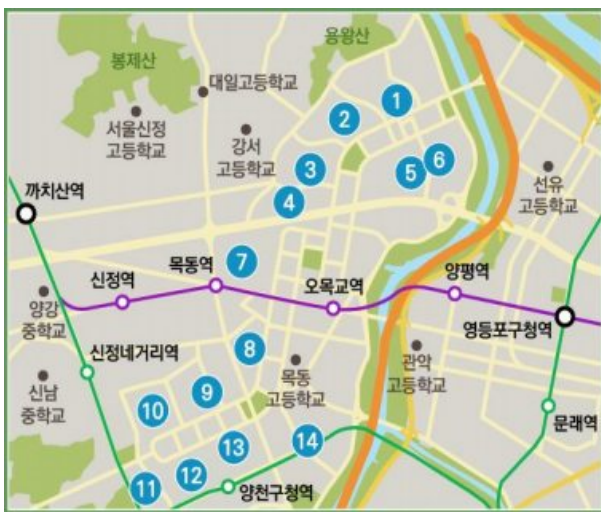 용왕산
봉제산
대일고등학교
1
2
서울신정
고등학교
강서
고등학교
3
5
6
선유
고등학교
까치산역
4
목동역
7
신정역
오목교역
양평역
양강
중학교
영등포구청역
신정네거리역
8
관악
고등학교
신남
중학교
9
목동
고등학교
10
문래역
13
14
12
11
양천구청역